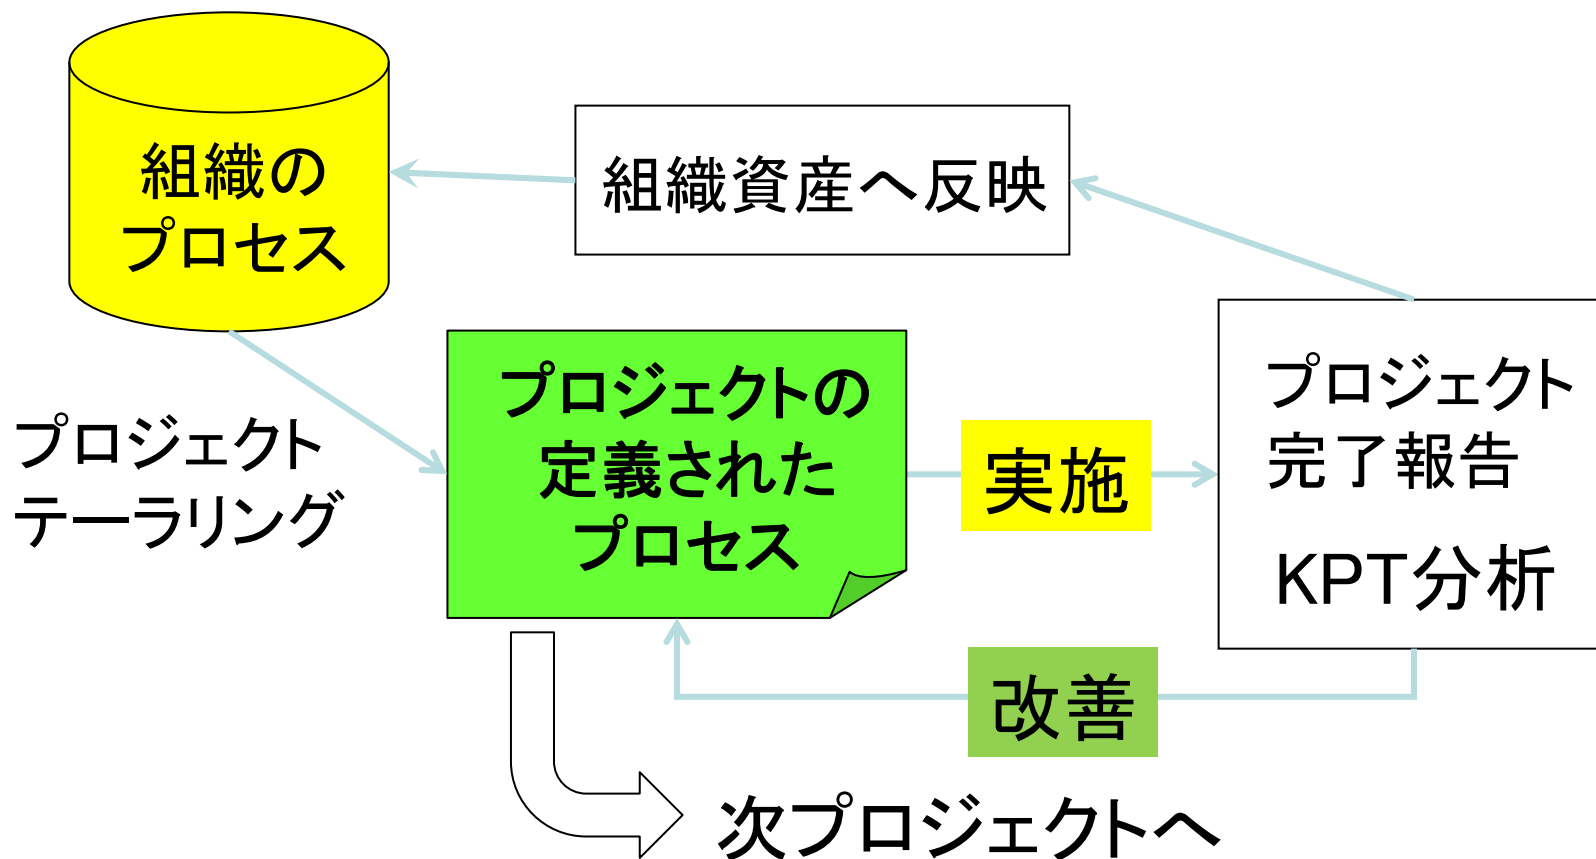 組織の
プロセス
組織資産へ反映
プロジェクト
テーラリング
プロジェクトの
定義された
プロセス
実施
プロジェクト
完了報告
KPT分析
改善
次プロジェクトへ